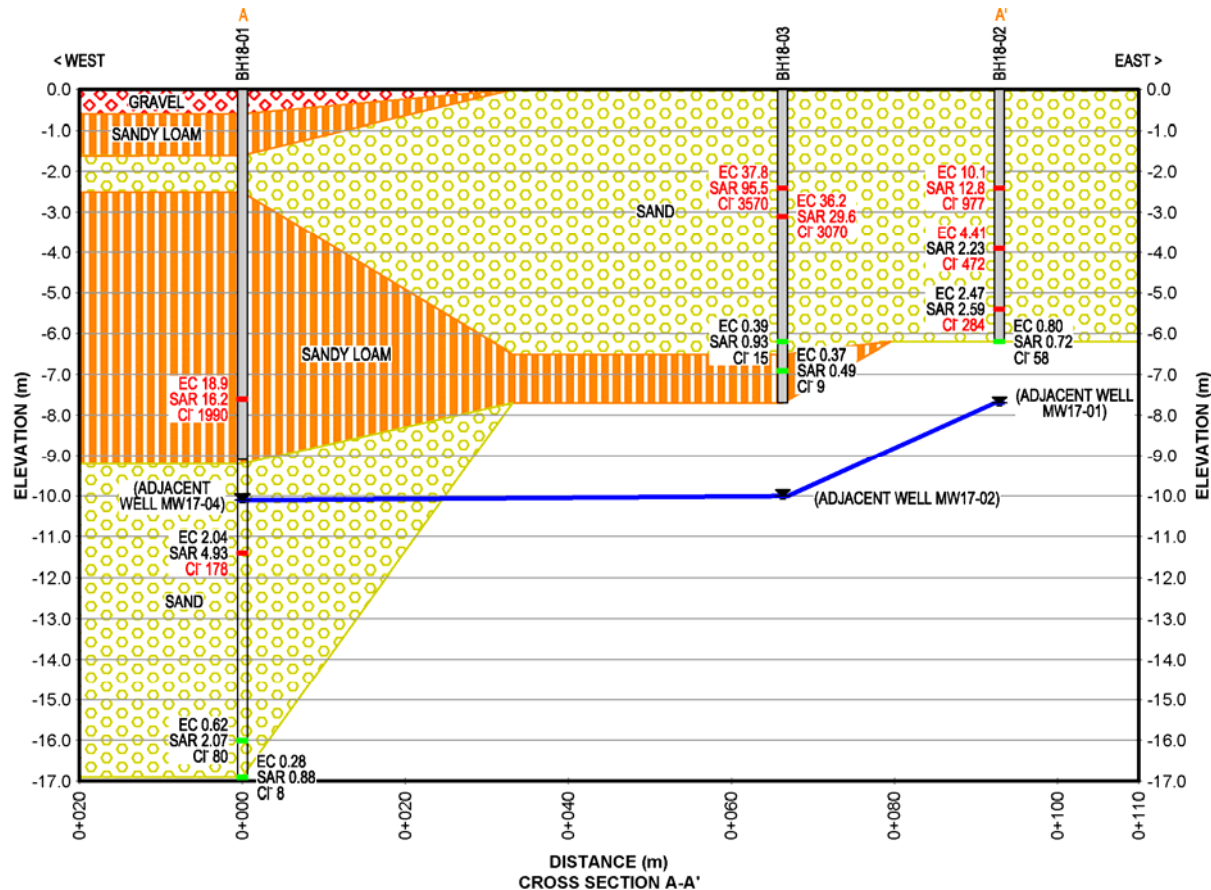 A
A'
BH18-01
BH18-03
BH18-02
< WEST
EAST >
0.0
-1.0
-2.0
-3.0
-4.0
-5.0
-6.0
-7.0
-8.0
-9.0
-10.0
-11.0
-12.0
-13.0
-14.0
-15.0
-16.0
-17.0
ELEVATION (m)
GRAVEL
SANDY LOAM
SANDY LOAM
EC 18.9
SAR 16.2
Cl⁻ 1990
(ADJACENT
WELL MW17-04)
EC 2.04
SAR 4.93
Cl⁻ 178
SAND
EC 0.62
SAR 2.07
Cl⁻ 80
EC 0.28
SAR 0.88
Cl⁻ 8
SAND
EC 37.8
SAR 95.5
Cl⁻ 3570
EC 36.2
SAR 29.6
Cl⁻ 3070
EC 0.39
SAR 0.93
Cl⁻ 15
EC 0.37
SAR 0.49
Cl⁻ 9
(ADJACENT WELL MW17-02)
EC 10.1
SAR 12.8
Cl⁻ 977
EC 4.41
SAR 2.23
Cl⁻ 472
EC 2.47
SAR 2.59
Cl⁻ 284
EC 0.80
SAR 0.72
Cl⁻ 58
(ADJACENT WELL
MW17-01)
0.0
-1.0
-2.0
-3.0
-4.0
-5.0
-6.0
-7.0
-8.0
-9.0
-10.0
-11.0
-12.0
-13.0
-14.0
-15.0
-16.0
-17.0
ELEVATION (m)
0+020
0+000
0+020
0+040
0+060
0+080
0+100
0+110
DISTANCE (m)
CROSS SECTION A-A'